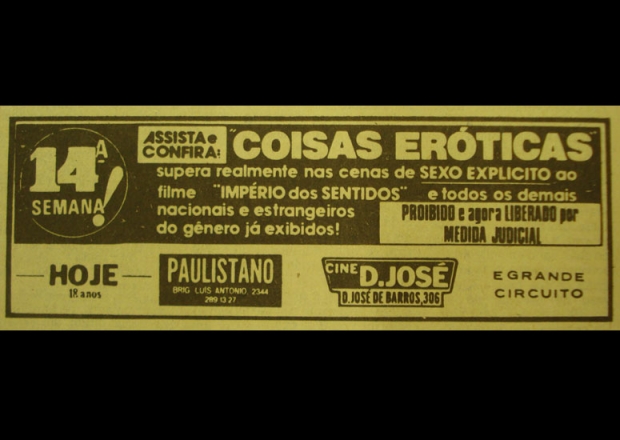 14ª
SEMANA!
ASSISTA e
CONFIRA:
"COISAS ERÓTICAS"
supera realmente nas cenas de SEXO EXPLICITO ao
filme "IMPÉRIO dos SENTIDOS" e todos os demais
nacionais e estrangeiros
do gênero já exibidos!
PROIBIDO e agora LIBERADO por
MEDIDA JUDICIAL
HOJE
18 anos
PAULISTANO
BRIG. LUIS ANTONIO, 2344
289 13 27
CINE D.JOSÉ
D.JOSÉ DE BARROS,306
E GRANDE
CIRCUITO